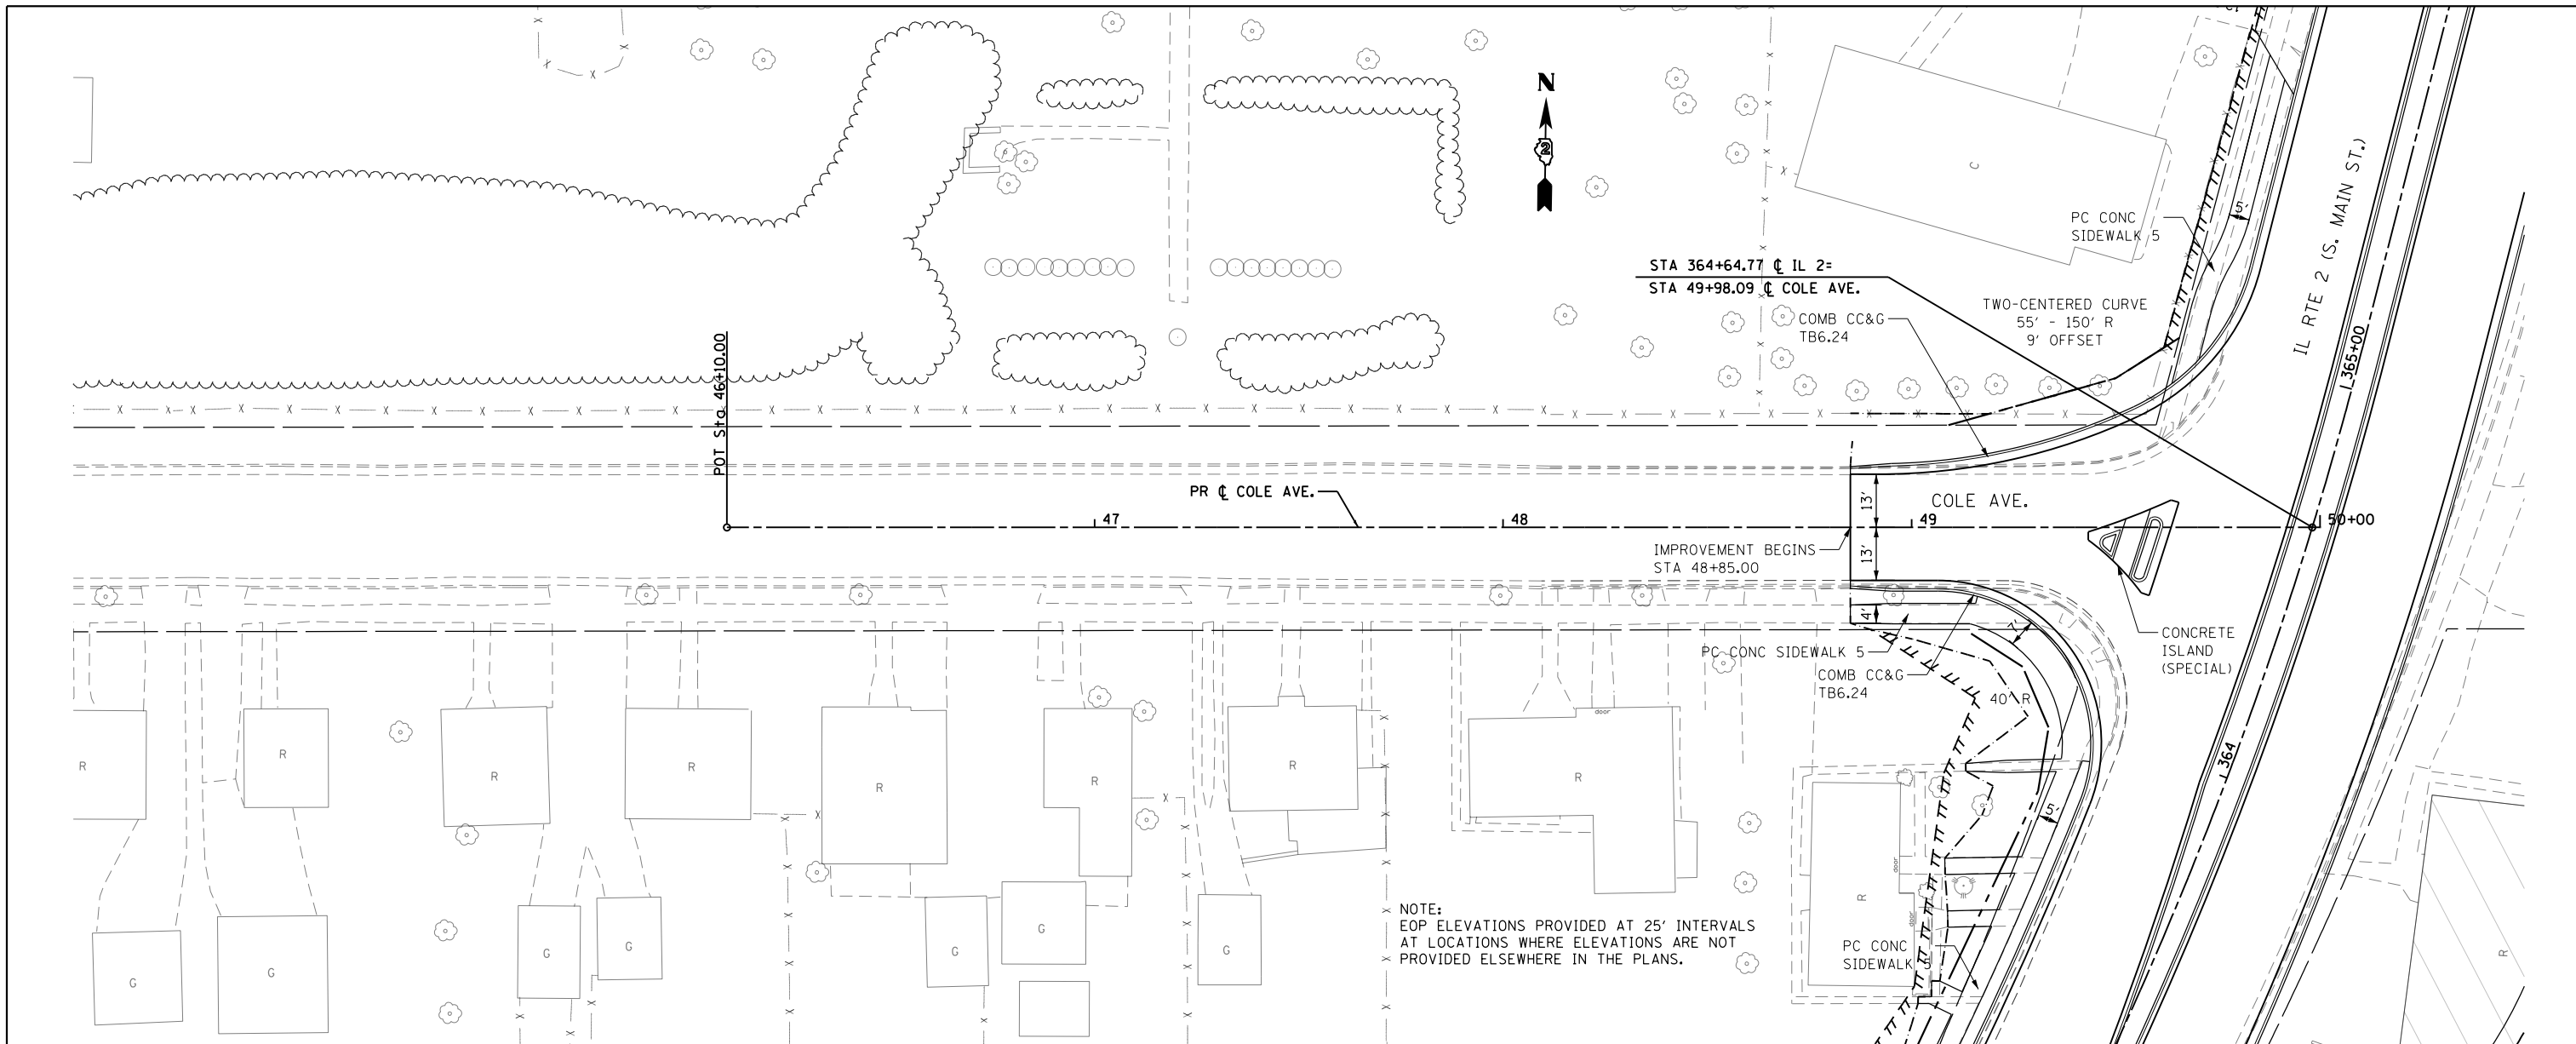 N
2
C
PC CONC
SIDEWALK 5
5'
IL RTE 2 (S. MAIN ST.)
STA 364+64.77 ℄ IL 2=
STA 49+98.09 ℄ COLE AVE.
TWO-CENTERED CURVE
55' - 150' R
9' OFFSET
COMB CC&G
TB6.24
365+00
POT Sta 46+10.00
PR ℄ COLE AVE.
47
48
49
50+00
COLE AVE.
13'
13'
IMPROVEMENT BEGINS
STA 48+85.00
4'
7'
PC CONC SIDEWALK 5
COMB CC&G
TB6.24
40' R
CONCRETE
ISLAND
(SPECIAL)
364
5'
R
R
R
R
R
R
R
R
door
door
door
R
R
G
G
G
G
G
G
G
NOTE:
EOP ELEVATIONS PROVIDED AT 25' INTERVALS
AT LOCATIONS WHERE ELEVATIONS ARE NOT
PROVIDED ELSEWHERE IN THE PLANS.
PC CONC
SIDEWALK 5